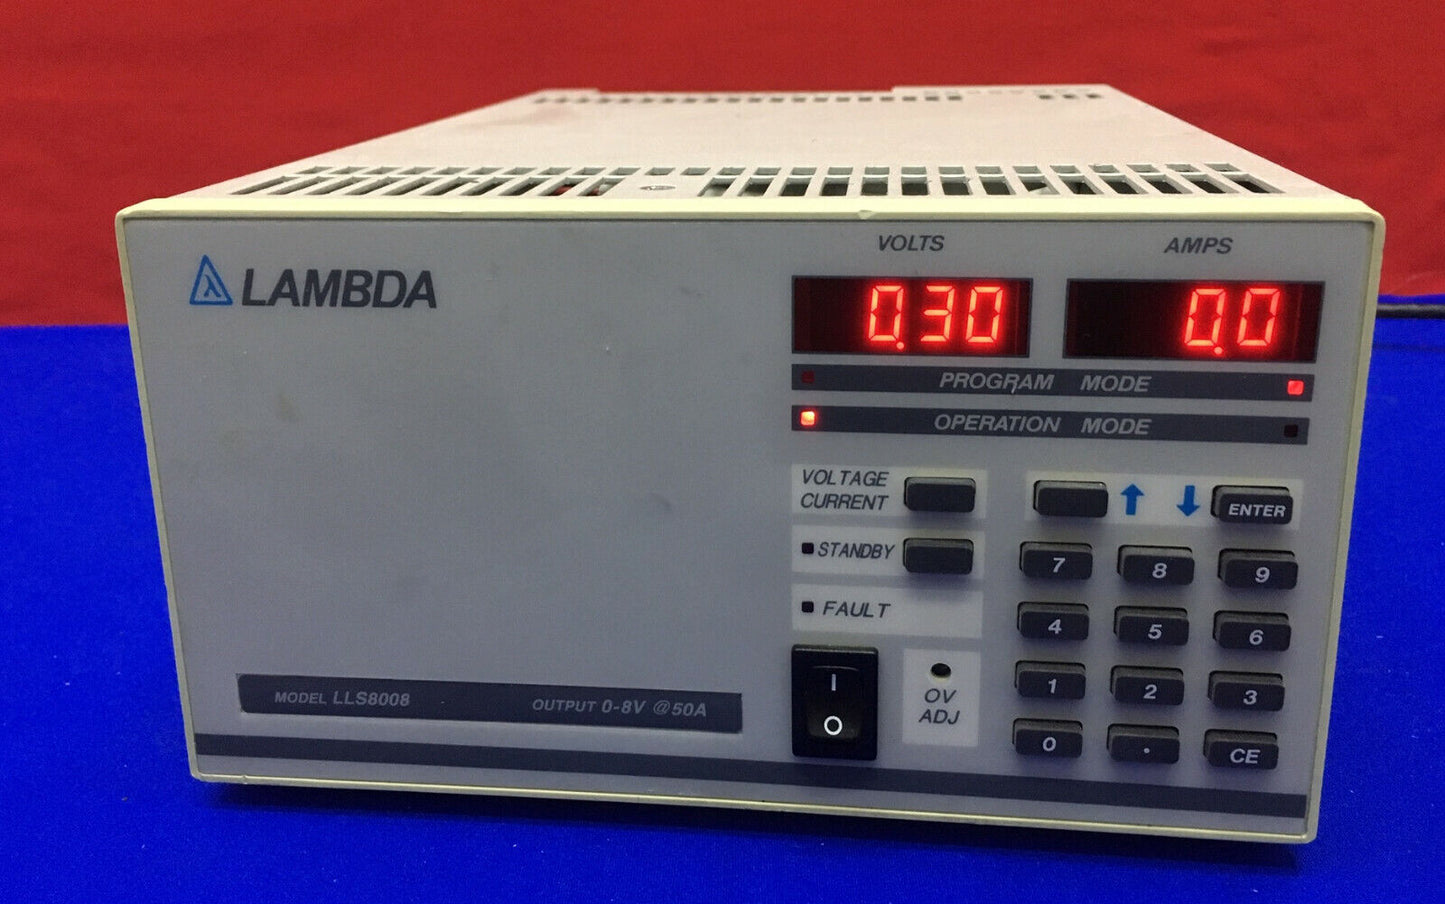 VOLTS AMPS
LAMBDA
0.30 0.0
PROGRAM MODE
OPERATION MODE
VOLTAGE
CURRENT
ENTER
STANDBY
7 8 9
FAULT
4 5 6
1 2 3
OV
ADJ
0 . CE
I
O
MODEL LLS8008 OUTPUT 0-8V @ 50A